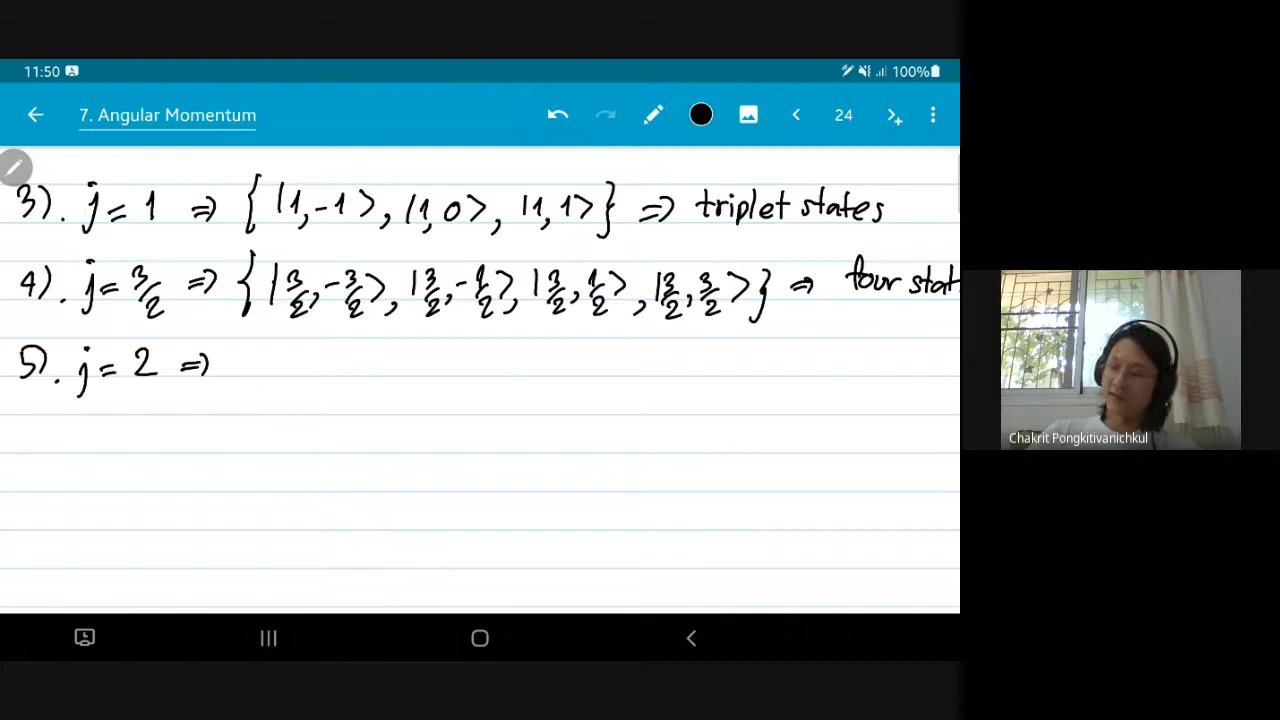 11:50 100%
7. Angular Momentum 24
3). j = 1 ⇒ { |1,-1>, |1,0>, |1,1> } ⇒ triplet states
4). j = 3/2 ⇒ { |3/2,-3/2>, |3/2,-1/2>, |3/2,1/2>, |3/2,3/2> } ⇒ four stat
5). j = 2 ⇒
Chakrit Pongkitivanichkul